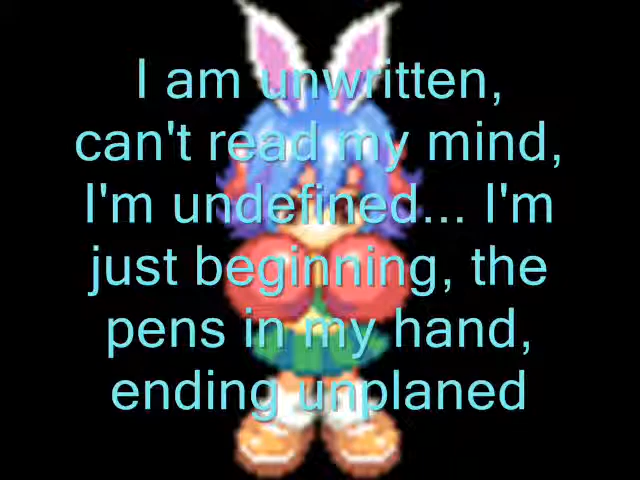 I am unwritten,
can't read my mind,
I'm undefined... I'm
just beginning, the
pens in my hand,
ending unplaned